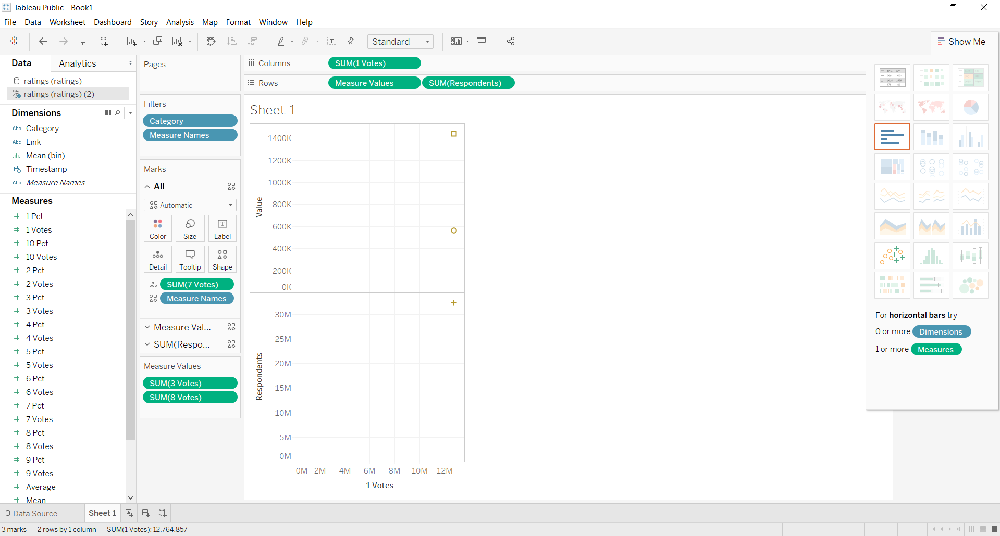 Tableau Public - Book1
File Data Worksheet Dashboard Story Analysis Map Format Window Help
Standard
Show Me
Data
Analytics
ratings (ratings)
ratings (ratings) (2)
Dimensions
Abc Category
Abc Link
Mean (bin)
Timestamp
Abc Measure Names
Measures
1 Pct
1 Votes
10 Pct
10 Votes
2 Pct
2 Votes
3 Pct
3 Votes
4 Pct
4 Votes
5 Pct
5 Votes
6 Pct
6 Votes
7 Pct
7 Votes
8 Pct
8 Votes
9 Pct
9 Votes
Average
Mean
Pages
Filters
Category
Measure Names
Marks
All
Automatic
Color Size Label
Detail Tooltip Shape
SUM(7 Votes)
Measure Names
Measure Val...
SUM(Respo...
Measure Values
SUM(3 Votes)
SUM(8 Votes)
Columns SUM(1 Votes)
Rows Measure Values SUM(Respondents)
Sheet 1
Value
1400K
1200K
1000K
800K
600K
400K
200K
0K
Respondents
30M
25M
20M
15M
10M
5M
0M
0M 2M 4M 6M 8M 10M 12M
1 Votes
For horizontal bars try
0 or more Dimensions
1 or more Measures
Data Source Sheet 1
3 marks 2 rows by 1 column SUM(1 Votes): 12,764,857